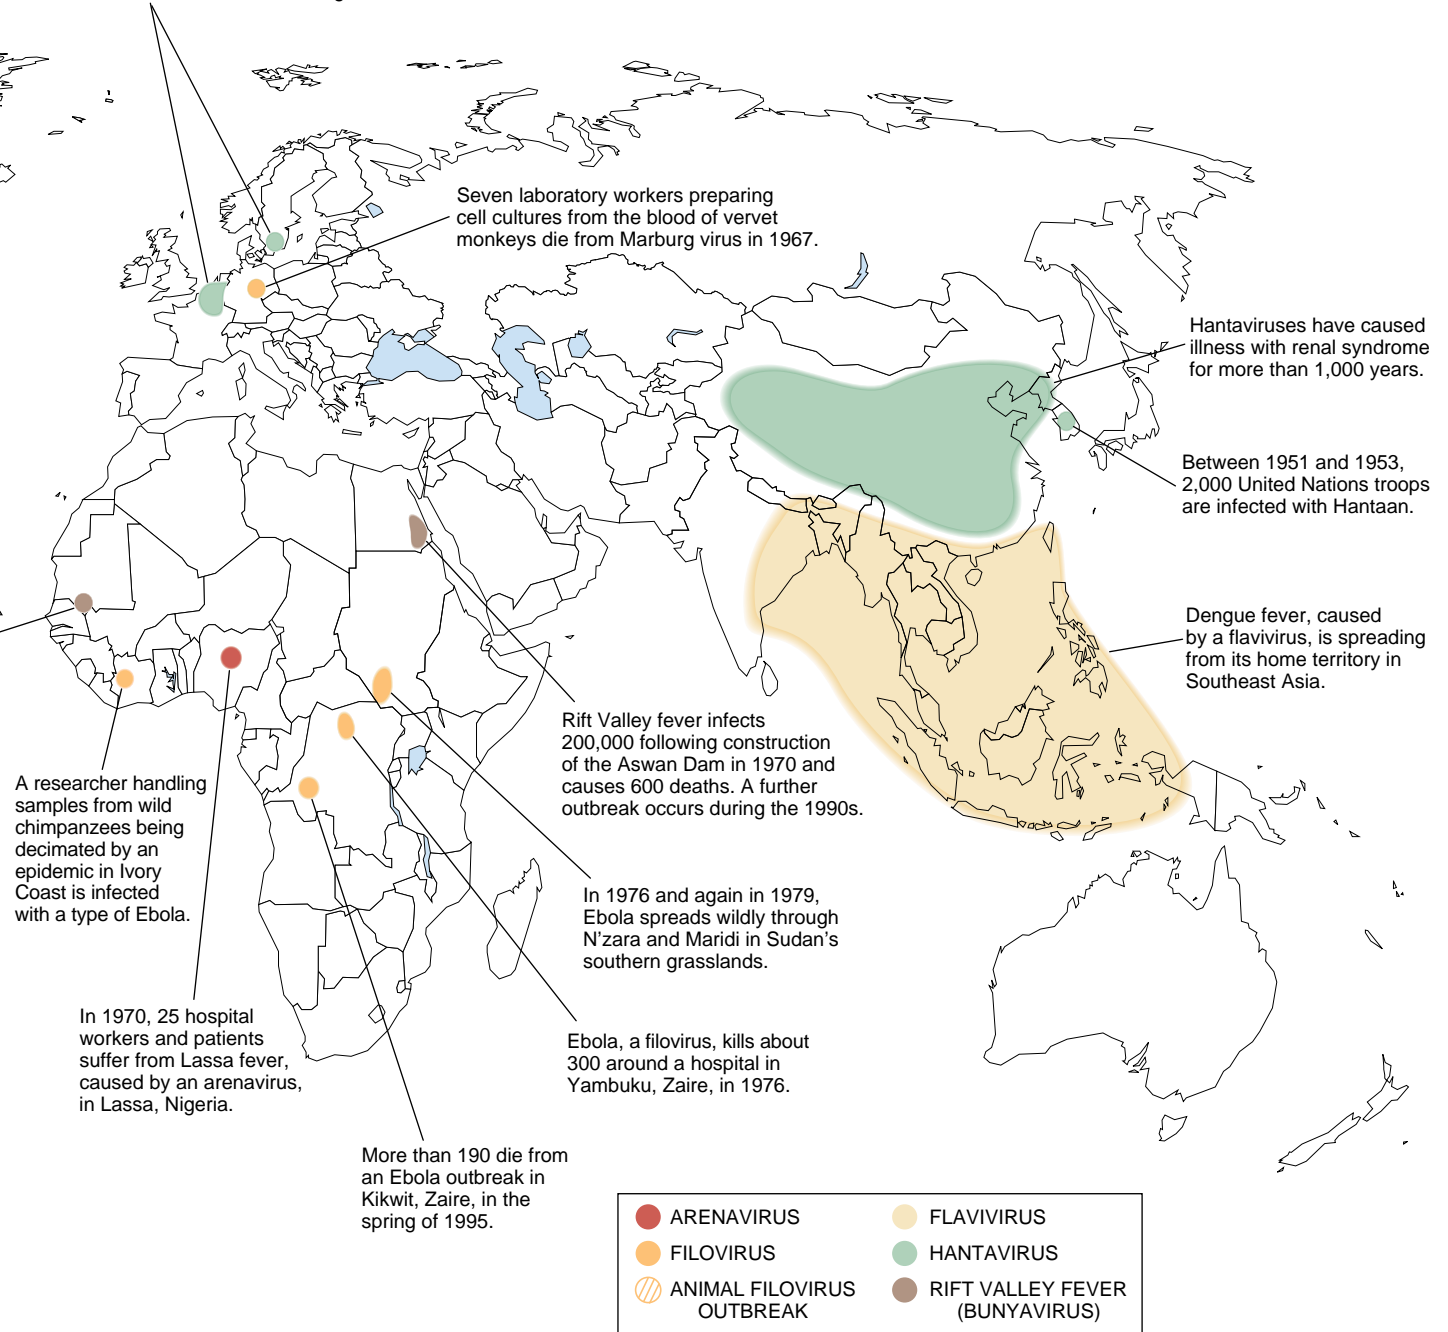 Seven laboratory workers preparing
cell cultures from the blood of vervet
monkeys die from Marburg virus in 1967.
Hantaviruses have caused
illness with renal syndrome
for more than 1,000 years.
Between 1951 and 1953,
2,000 United Nations troops
are infected with Hantaan.
Dengue fever, caused
by a flavivirus, is spreading
from its home territory in
Southeast Asia.
Rift Valley fever infects
200,000 following construction
of the Aswan Dam in 1970 and
causes 600 deaths. A further
outbreak occurs during the 1990s.
A researcher handling
samples from wild
chimpanzees being
decimated by an
epidemic in Ivory
Coast is infected
with a type of Ebola.
In 1976 and again in 1979,
Ebola spreads wildly through
N’zara and Maridi in Sudan’s
southern grasslands.
In 1970, 25 hospital
workers and patients
suffer from Lassa fever,
caused by an arenavirus,
in Lassa, Nigeria.
Ebola, a filovirus, kills about
300 around a hospital in
Yambuku, Zaire, in 1976.
More than 190 die from
an Ebola outbreak in
Kikwit, Zaire, in the
spring of 1995.
ARENAVIRUS
FILOVIRUS
ANIMAL FILOVIRUS
OUTBREAK
FLAVIVIRUS
HANTAVIRUS
RIFT VALLEY FEVER
(BUNYAVIRUS)